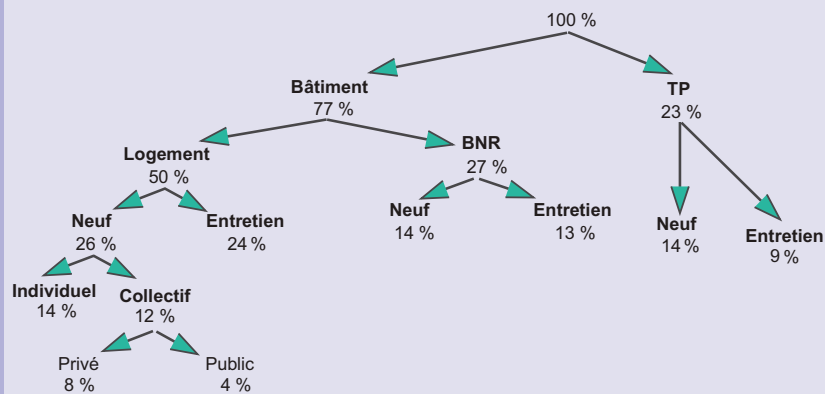 100 %
Bâtiment
77 %
TP
23 %
Logement
50 %
BNR
27 %
Neuf
26 %
Entretien
24 %
Neuf
14 %
Entretien
13 %
Neuf
14 %
Entretien
9 %
Individuel
14 %
Collectif
12 %
Privé
8 %
Public
4 %